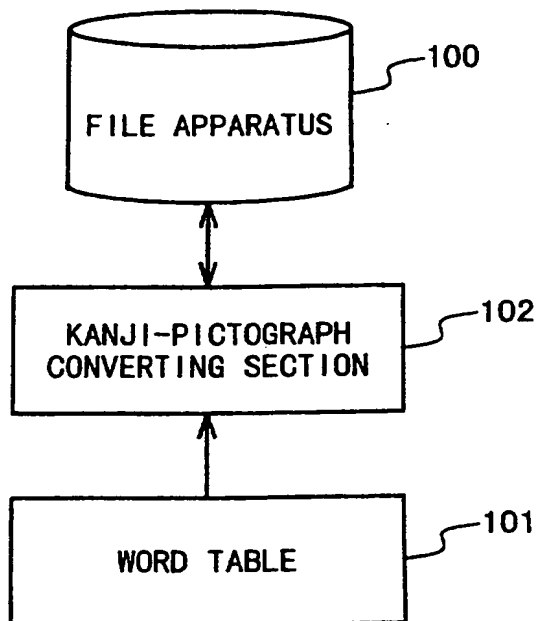 100
FILE APPARATUS
KANJI-PICTOGRAPH
CONVERTING SECTION
102
WORD TABLE
101